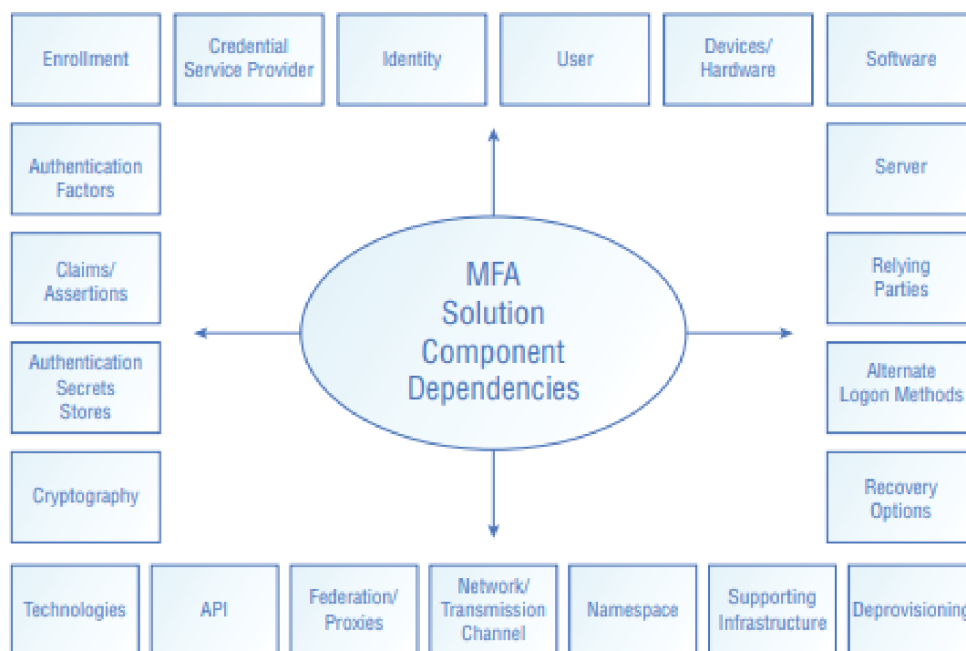 Enrollment
Credential
Service Provider
Identity
User
Devices/
Hardware
Software
Authentication
Factors
Server
Claims/
Assertions
MFA
Solution
Component
Dependencies
Relying
Parties
Authentication
Secrets
Stores
Alternate
Logon Methods
Cryptography
Recovery
Options
Technologies
API
Federation/
Proxies
Network/
Transmission
Channel
Namespace
Supporting
Infrastructure
Deprovisioning